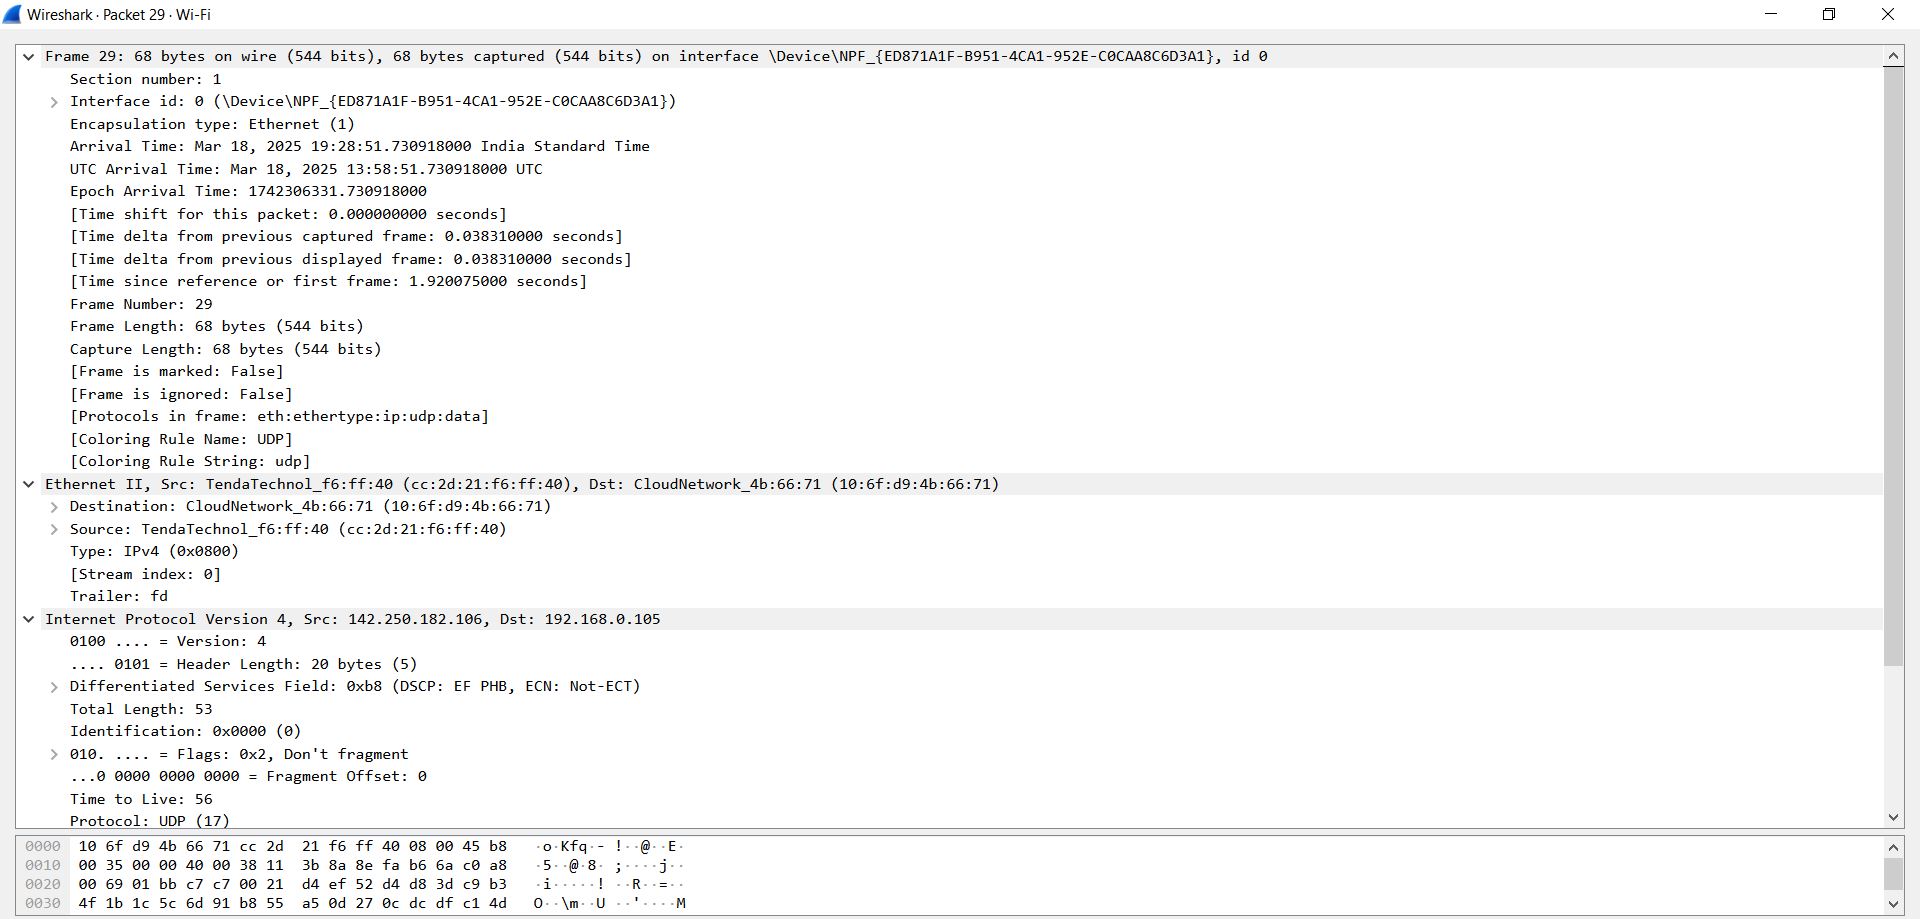 Wireshark · Packet 29 · Wi-Fi
Frame 29: 68 bytes on wire (544 bits), 68 bytes captured (544 bits) on interface \Device\NPF_{ED871A1F-B951-4CA1-952E-C0CAA8C6D3A1}, id 0
Section number: 1
Interface id: 0 (\Device\NPF_{ED871A1F-B951-4CA1-952E-C0CAA8C6D3A1})
Encapsulation type: Ethernet (1)
Arrival Time: Mar 18, 2025 19:28:51.730918000 India Standard Time
UTC Arrival Time: Mar 18, 2025 13:58:51.730918000 UTC
Epoch Arrival Time: 1742306331.730918000
[Time shift for this packet: 0.000000000 seconds]
[Time delta from previous captured frame: 0.038310000 seconds]
[Time delta from previous displayed frame: 0.038310000 seconds]
[Time since reference or first frame: 1.920075000 seconds]
Frame Number: 29
Frame Length: 68 bytes (544 bits)
Capture Length: 68 bytes (544 bits)
[Frame is marked: False]
[Frame is ignored: False]
[Protocols in frame: eth:ethertype:ip:udp:data]
[Coloring Rule Name: UDP]
[Coloring Rule String: udp]
Ethernet II, Src: TendaTechnol_f6:ff:40 (cc:2d:21:f6:ff:40), Dst: CloudNetwork_4b:66:71 (10:6f:d9:4b:66:71)
Destination: CloudNetwork_4b:66:71 (10:6f:d9:4b:66:71)
Source: TendaTechnol_f6:ff:40 (cc:2d:21:f6:ff:40)
Type: IPv4 (0x0800)
[Stream index: 0]
Trailer: fd
Internet Protocol Version 4, Src: 142.250.182.106, Dst: 192.168.0.105
0100 .... = Version: 4
.... 0101 = Header Length: 20 bytes (5)
Differentiated Services Field: 0xb8 (DSCP: EF PHB, ECN: Not-ECT)
Total Length: 53
Identification: 0x0000 (0)
010. .... = Flags: 0x2, Don't fragment
...0 0000 0000 0000 = Fragment Offset: 0
Time to Live: 56
Protocol: UDP (17)
0000 10 6f d9 4b 66 71 cc 2d 21 f6 ff 40 08 00 45 b8 ·o·Kfq·- !··@··E·
0010 00 35 00 00 40 00 38 11 3b 8a 8e fa b6 6a c0 a8 ·5··@·8· ;····j··
0020 00 69 01 bb c7 c7 00 21 d4 ef 52 d4 d8 3d c9 b3 ·i·····! ··R··=··
0030 4f 1b 1c 5c 6d 91 b8 55 a5 0d 27 0c dc df c1 4d O··\m··U ··'····M